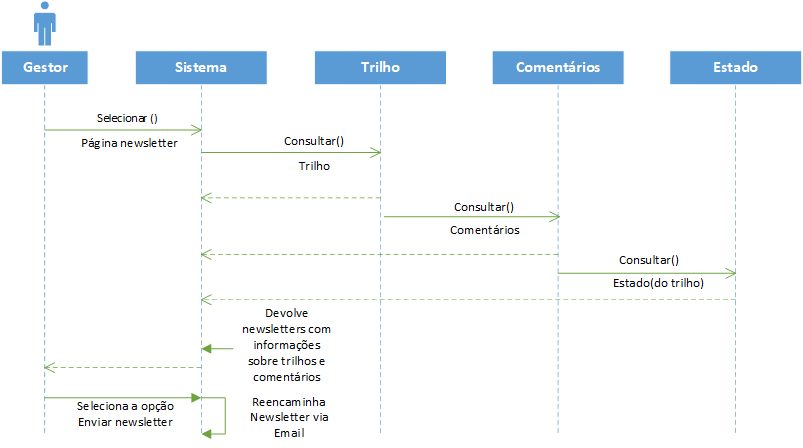 Gestor
Sistema
Trilho
Comentários
Estado
Selecionar ()
Página newsletter
Consultar()
Trilho
Consultar()
Comentários
Consultar()
Estado(do trilho)
Devolve
newsletters com
informações
sobre trilhos e
comentários
Seleciona a opção
Enviar newsletter
Reencaminha
Newsletter via
Email